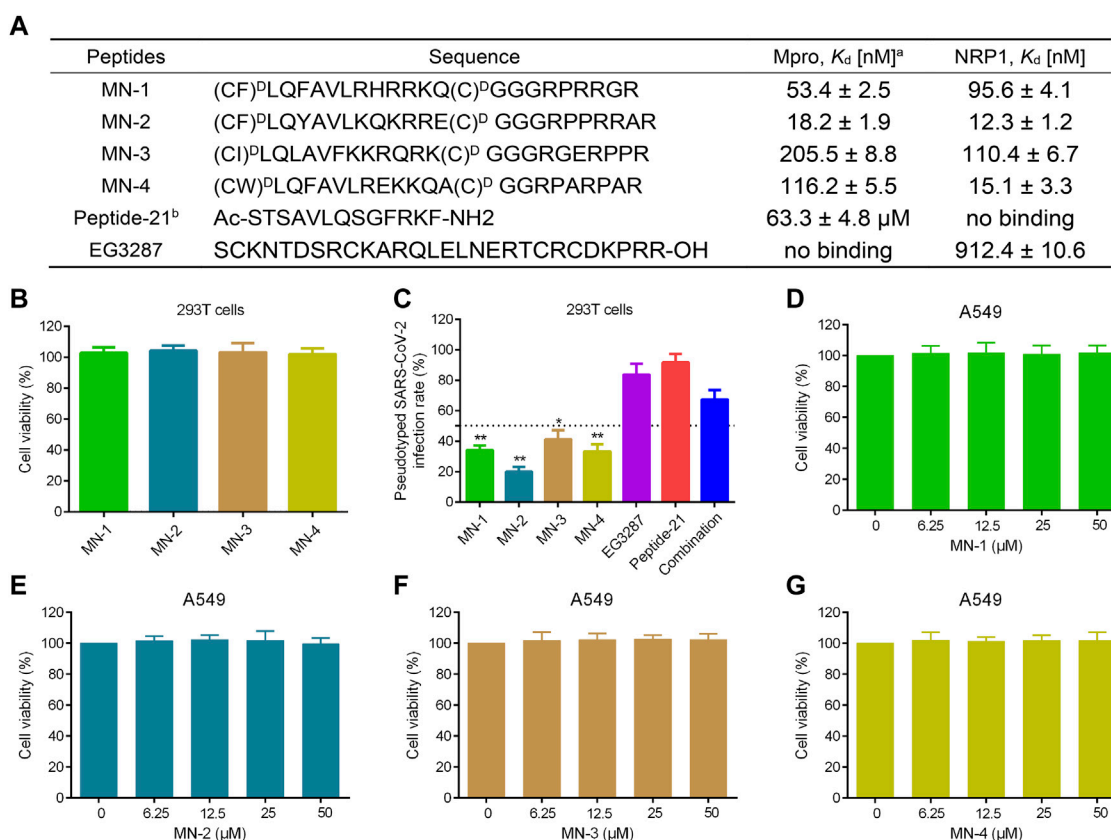 A
Peptides Sequence Mpro, Kd [nM]ᵃ NRP1, Kd [nM]
MN-1 (CF)ᴰLQFAVLRHRRKQ(C)ᴰGGGRPRRGR 53.4 ± 2.5 95.6 ± 4.1
MN-2 (CF)ᴰLQYAVLKQKRRE(C)ᴰ GGGRPPRRAR 18.2 ± 1.9 12.3 ± 1.2
MN-3 (CI)ᴰLQLAVFKKRQRK(C)ᴰ GGGRGERPPR 205.5 ± 8.8 110.4 ± 6.7
MN-4 (CW)ᴰLQFAVLREKKQA(C)ᴰ GGRPARPAR 116.2 ± 5.5 15.1 ± 3.3
Peptide-21ᵇ Ac-STSAVLQSGFRKF-NH2 63.3 ± 4.8 µM no binding
EG3287 SCKNTDSRCKARQLELNERTCRCDKPRR-OH no binding 912.4 ± 10.6
B
293T cells
Cell viability (%)
120
100
80
60
40
20
0
MN-1 MN-2 MN-3 MN-4
C
293T cells
Pseudotyped SARS-CoV-2
infection rate (%)
120
100
80
60
40
20
0
** ** * **
MN-1 MN-2 MN-3 MN-4 EG3287 Peptide-21 Combination
D
A549
Cell viability (%)
120
100
80
60
40
20
0
0 6.25 12.5 25 50
MN-1 (µM)
E
A549
Cell viability (%)
120
100
80
60
40
20
0
0 6.25 12.5 25 50
MN-2 (µM)
F
A549
Cell viability (%)
120
100
80
60
40
20
0
0 6.25 12.5 25 50
MN-3 (µM)
G
A549
Cell viability (%)
120
100
80
60
40
20
0
0 6.25 12.5 25 50
MN-4 (µM)